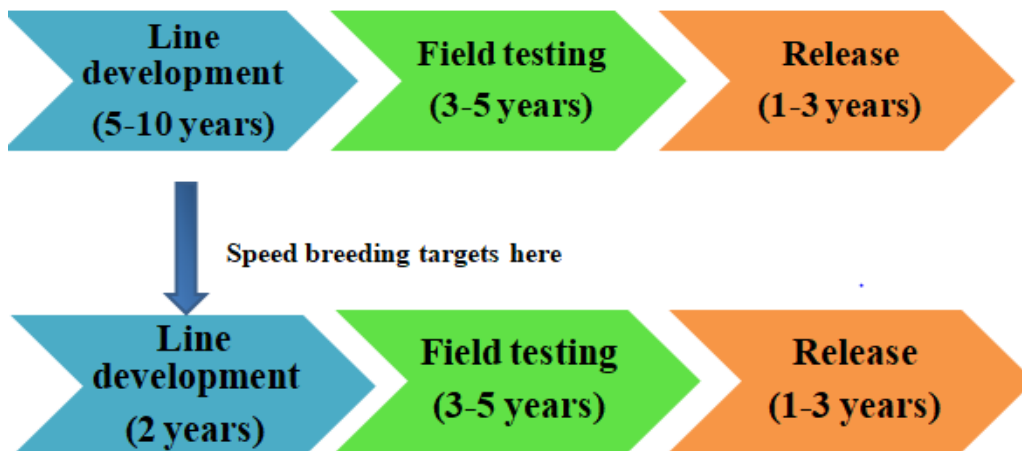 Line
development
(5-10 years)
Field testing
(3-5 years)
Release
(1-3 years)
Speed breeding targets here
Line
development
(2 years)
Field testing
(3-5 years)
Release
(1-3 years)